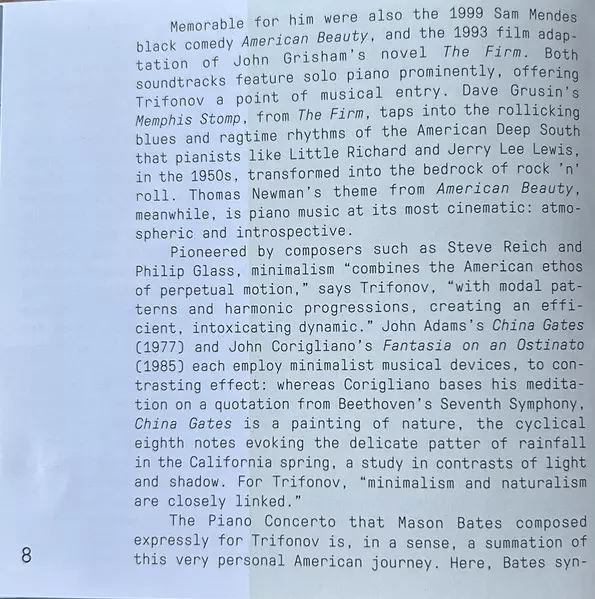 Memorable for him were also the 1999 Sam Mendes
black comedy American Beauty, and the 1993 film adap-
tation of John Grisham's novel The Firm. Both
soundtracks feature solo piano prominently, offering
Trifonov a point of musical entry. Dave Grusin's
Memphis Stomp, from The Firm, taps into the rollicking
blues and ragtime rhythms of the American Deep South
that pianists like Little Richard and Jerry Lee Lewis,
in the 1950s, transformed into the bedrock of rock 'n'
roll. Thomas Newman's theme from American Beauty,
meanwhile, is piano music at its most cinematic: atmo-
spheric and introspective.
Pioneered by composers such as Steve Reich and
Philip Glass, minimalism “combines the American ethos
of perpetual motion,” says Trifonov, “with modal pat-
terns and harmonic progressions, creating an effi-
cient, intoxicating dynamic.” John Adams's China Gates
(1977) and John Corigliano's Fantasia on an Ostinato
(1985) each employ minimalist musical devices, to con-
trasting effect: whereas Corigliano bases his medita-
tion on a quotation from Beethoven's Seventh Symphony,
China Gates is a painting of nature, the cyclical
eighth notes evoking the delicate patter of rainfall
in the California spring, a study in contrasts of light
and shadow. For Trifonov, “minimalism and naturalism
are closely linked.”
The Piano Concerto that Mason Bates composed
expressly for Trifonov is, in a sense, a summation of
this very personal American journey. Here, Bates syn-
8